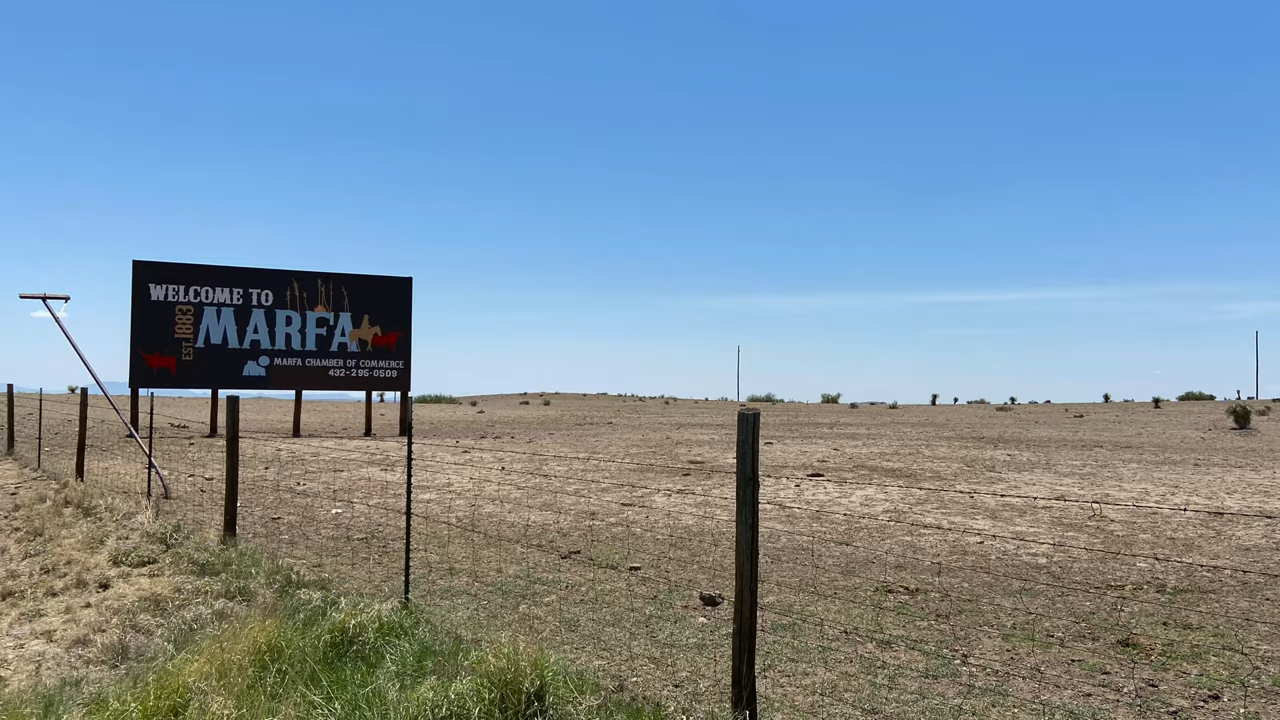 WELCOME TO
EST.1883
MARFA
MARFA CHAMBER OF COMMERCE
432-295-0509